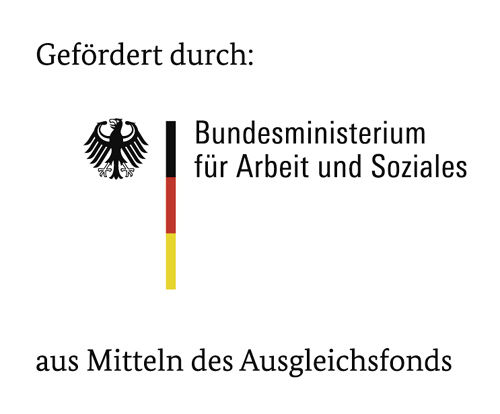 Gefördert durch:
Bundesministerium
für Arbeit und Soziales
aus Mitteln des Ausgleichsfonds